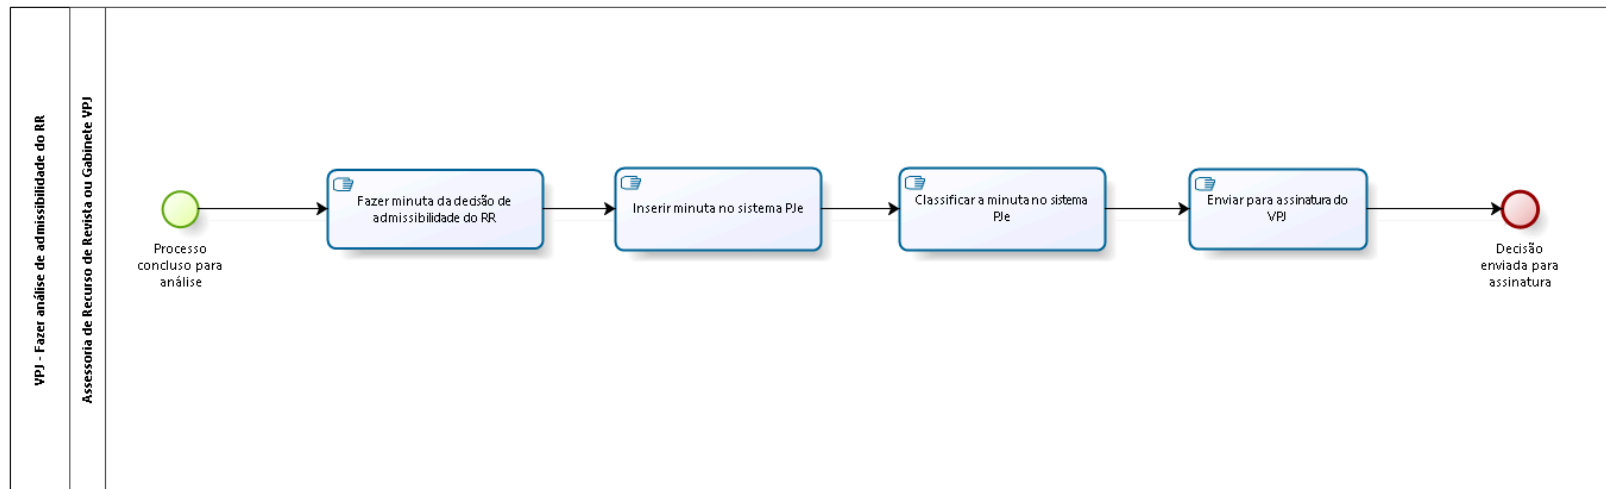 VPJ - Fazer análise de admissibilidade do RR
Assessoria de Recurso de Revista ou Gabinete VPJ
Processo
concluso para
análise
Fazer minuta da decisão de
admissibilidade do RR
Inserir minuta no sistema PJe
Classificar a minuta no sistema
PJe
Enviar para assinatura do
VPJ
Decisão
enviada para
assinatura